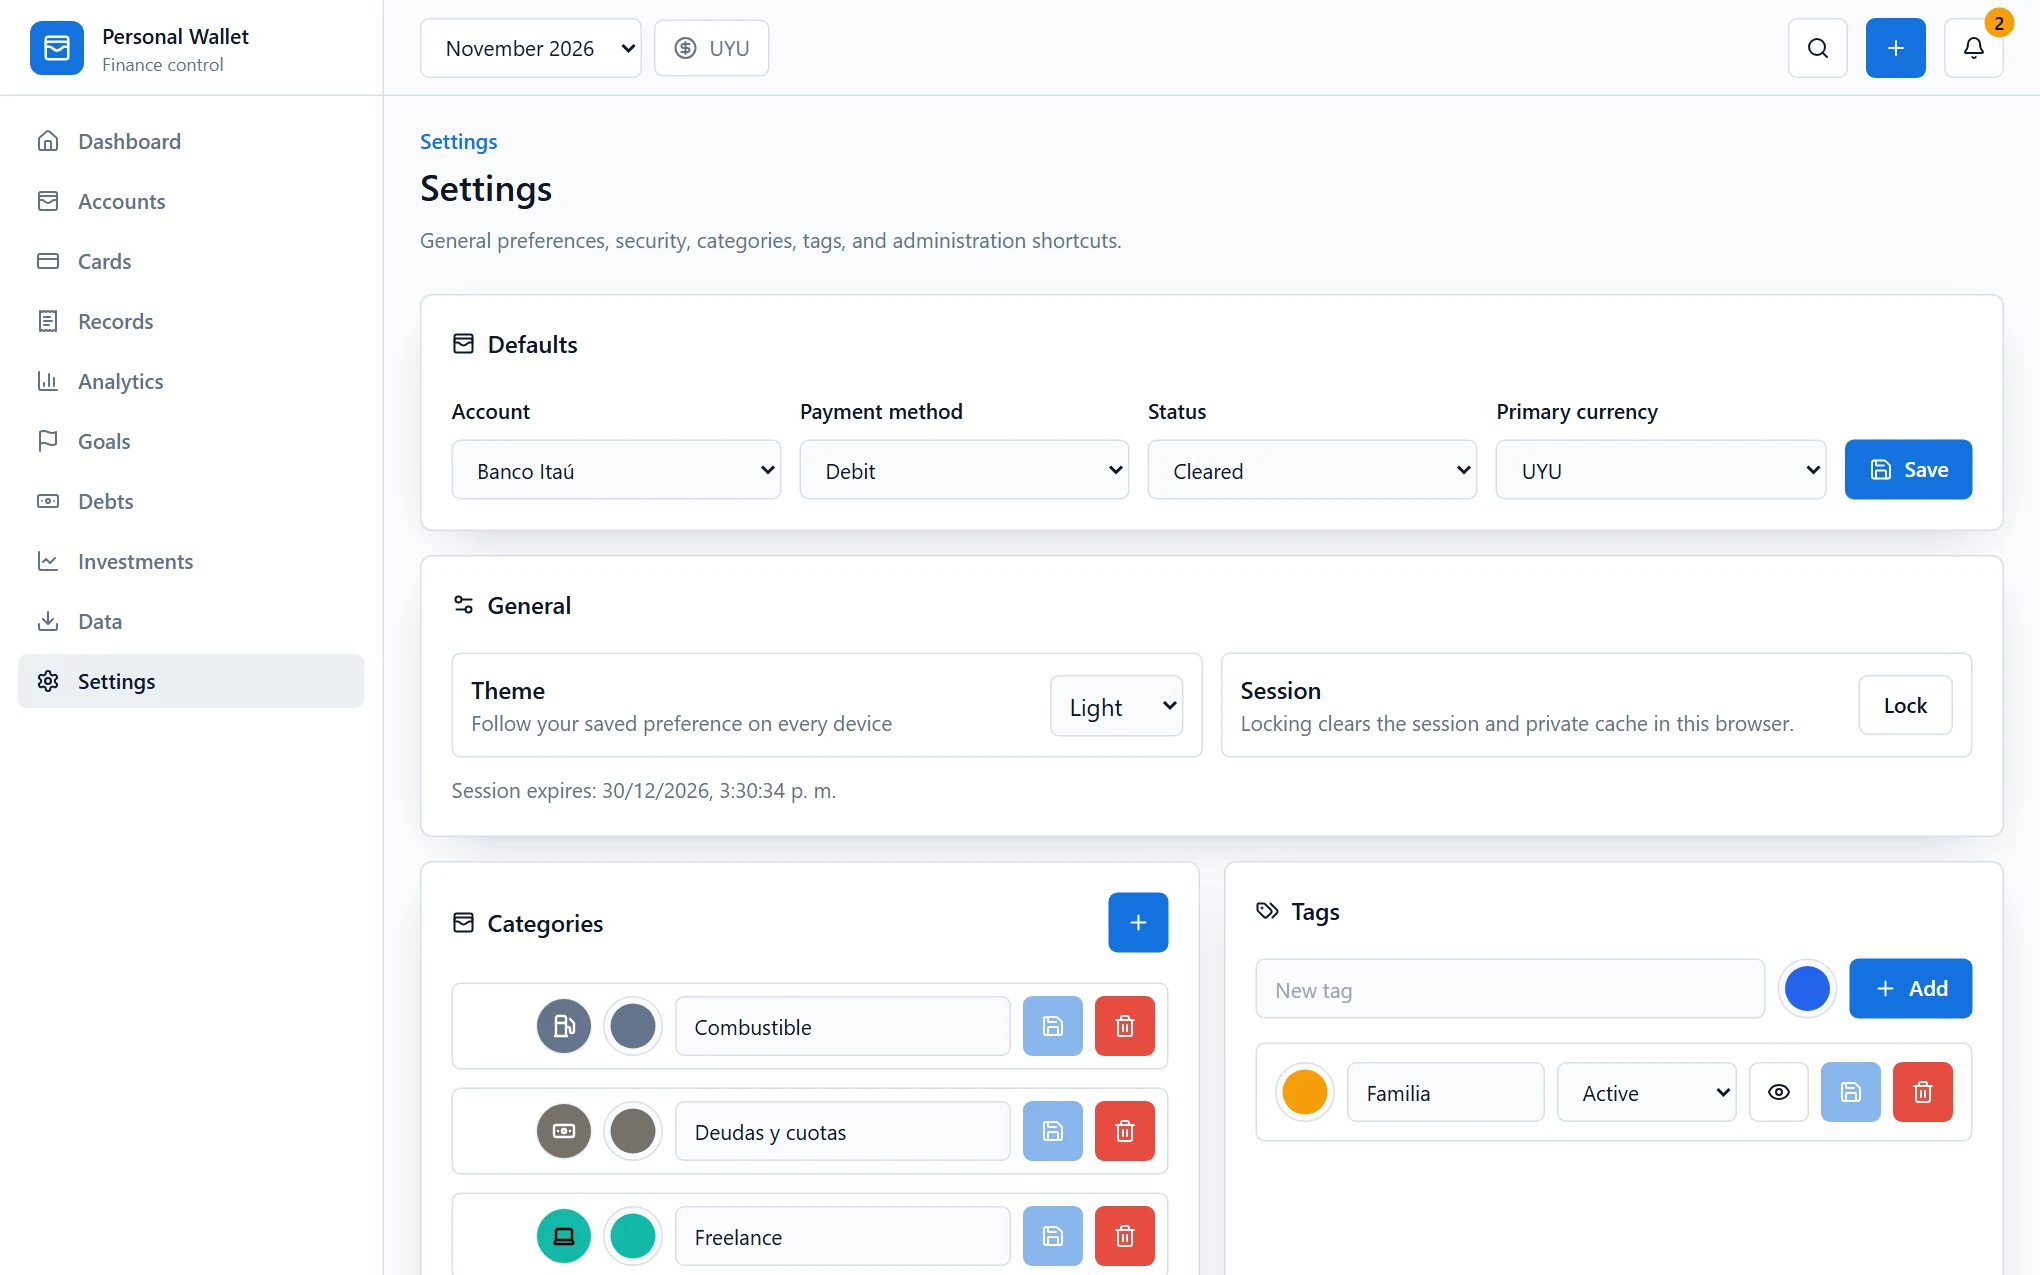 Personal Wallet
Finance control
November 2026
UYU
2
Dashboard
Accounts
Cards
Records
Analytics
Goals
Debts
Investments
Data
Settings
Settings
Settings
General preferences, security, categories, tags, and administration shortcuts.
Defaults
Account
Payment method
Status
Primary currency
Banco Itaú
Debit
Cleared
UYU
Save
General
Theme
Follow your saved preference on every device
Light
Session
Locking clears the session and private cache in this browser.
Lock
Session expires: 30/12/2026, 3:30:34 p. m.
Categories
Combustible
Deudas y cuotas
Freelance
Tags
New tag
Add
Familia
Active